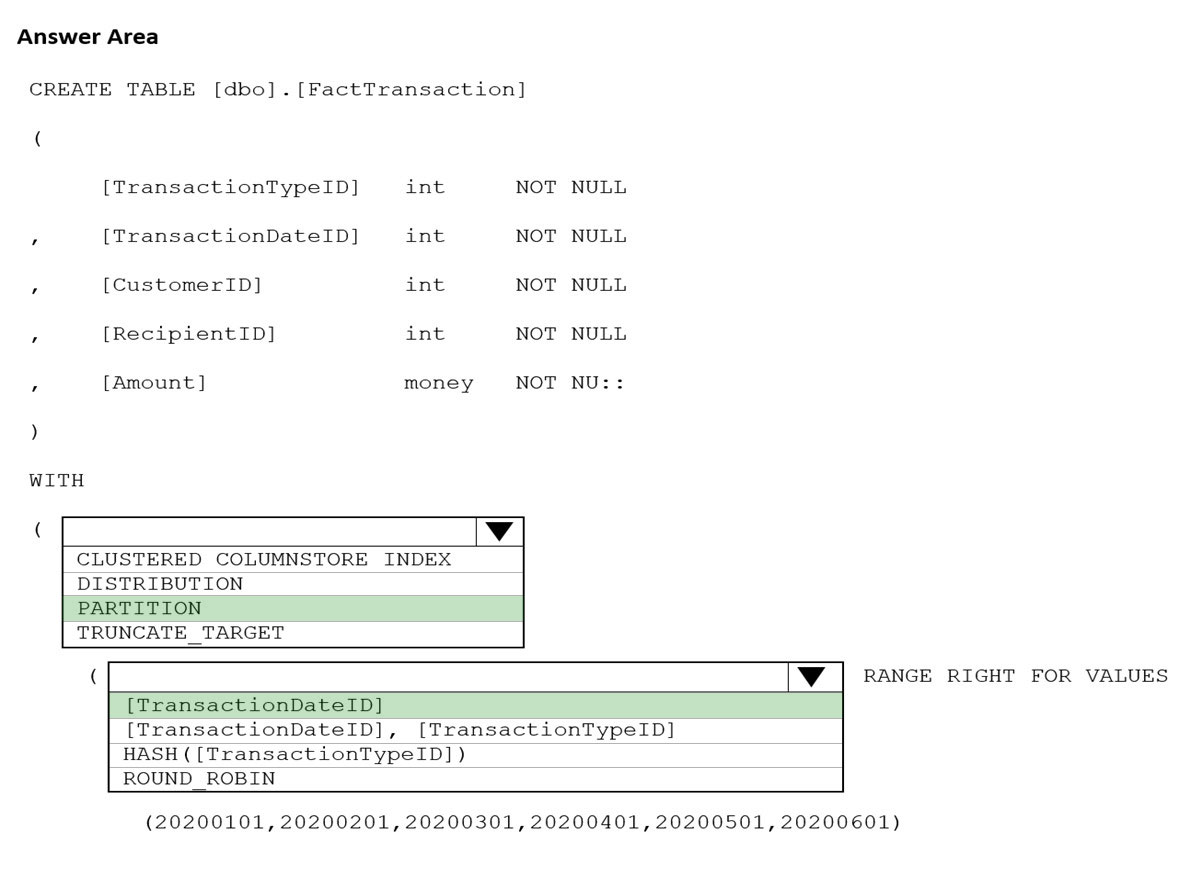 Answer Area
CREATE TABLE [dbo].[FactTransaction]
(
[TransactionTypeID] int NOT NULL
, [TransactionDateID] int NOT NULL
, [CustomerID] int NOT NULL
, [RecipientID] int NOT NULL
, [Amount] money NOT NU::
)
WITH
(
CLUSTERED COLUMNSTORE INDEX
DISTRIBUTION
PARTITION
TRUNCATE_TARGET
( RANGE RIGHT FOR VALUES
[TransactionDateID]
[TransactionDateID], [TransactionTypeID]
HASH([TransactionTypeID])
ROUND_ROBIN
(20200101,20200201,20200301,20200401,20200501,20200601)